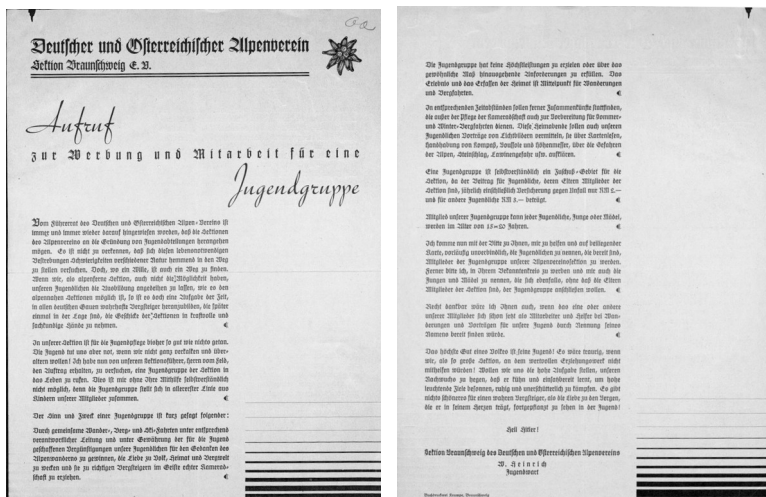 Deutscher und Österreichischer Alpenverein
Sektion Braunschweig E. V.
Aufruf
zur Werbung und Mitarbeit für eine
Jugendgruppe
Vom Führerrat des Deutschen und Österreichischen Alpen-Vereins ist
immer und immer wieder darauf hingewiesen worden, daß die Sektionen
des Alpenvereins an die Gründung von Jugendabteilungen herangehen
mögen. Es ist nicht zu verkennen, daß sich diesen lebensnotwendigen
Bestrebungen Schwierigkeiten verschiedener Natur hemmend in den Weg
zu stellen versuchen. Doch, wo ein Wille, ist auch ein Weg zu finden.
Wenn wir, als alpenferne Sektion, auch nicht die Möglichkeit haben,
unseren Jugendlichen die Ausbildung angedeihen zu lassen, wie es den
alpennahen Sektionen möglich ist, so ist es doch eine Aufgabe der Zeit,
in allen deutschen Gauen wahrhafte Bergsteiger heranzubilden, die später
einmal in der Lage sind, die Geschicke der Sektionen in kraftvolle und
sachkundige Hände zu nehmen.
In unserer Sektion ist für die Jugendpflege bisher so gut wie nichts getan.
Die Jugend tut uns aber not, wenn wir nicht ganz verkalken und über-
altern wollen! Ich habe nun von unserem Sektionsführer, Herrn vom Feld,
den Auftrag erhalten, zu versuchen, eine Jugendgruppe der Sektion in
das Leben zu rufen. Dies ist mir ohne Ihre Mithilfe selbstverständlich
nicht möglich, denn die Jugendgruppe stellt sich in allererster Linie aus
Kindern unserer Mitglieder zusammen.
Der Sinn und Zweck einer Jugendgruppe ist kurz gesagt folgender:
Durch gemeinsame Wander-, Berg- und Ski-Fahrten unter entsprechend
verantwortlicher Leitung und unter Gewährung der für die Jugend
geschaffenen Vergünstigungen unsere Jugendlichen für den Gedanken des
Alpenwanderns zu gewinnen, die Liebe zu Volk, Heimat und Bergwelt
zu wecken und sie zu richtigen Bergsteigern im Geiste echter Kamerad-
schaft zu erziehen.
Die Jugendgruppe hat keine Höchstleistungen zu erzielen oder über das
gewöhnliche Maß hinausgehende Anforderungen zu erfüllen. Das
Erlebnis und das Erfassen der Heimat ist Mittelpunkt für Wanderungen
und Bergfahrten.
In entsprechenden Zeitabständen sollen ferner Zusammenkünfte stattfinden,
die außer der Pflege der Kameradschaft auch zur Vorbereitung für Sommer-
und Winter-Bergfahrten dienen. Diese Heimabende sollen auch unseren
Jugendlichen Vorträge von Lichtbildern vermitteln, sie über Kartenlesen,
Handhabung von Kompaß, Bussole und Höhenmesser, über die Gefahren
der Alpen, Steinschlag, Lawinengefahr usw. aufklären.
Eine Jugendgruppe ist selbstverständlich ein Zuschuß-Gebiet für die
Sektion, da der Beitrag für Jugendliche, deren Eltern Mitglieder der
Sektion sind, jährlich einschließlich Versicherung gegen Unfall nur RM 2.—
und für andere Jugendliche RM 3.— beträgt.
Mitglied unserer Jugendgruppe kann jeder Jugendliche, Junge oder Mädel,
werden im Alter von 15–20 Jahren.
Ich komme nun mit der Bitte zu Ihnen, mir zu helfen und auf beiliegender
Karte, vorläufig unverbindlich, die Jugendlichen zu nennen, die bereit sind,
Mitglieder der Jugendgruppe unserer Alpenvereinssektion zu werden.
Ferner bitte ich, in Ihrem Bekanntenkreis zu werben und mir auch die
Jungen und Mädel zu nennen, die sich ebenfalls, ohne daß die Eltern
Mitglieder der Sektion sind, der Jugendgruppe anschließen wollen.
Recht dankbar wäre ich Ihnen auch, wenn das eine oder andere
unserer Mitglieder sich schon jetzt als Mitarbeiter und Helfer bei Wan-
derungen und Vorträgen für unsere Jugend durch Nennung seines
Namens bereit finden würde.
Das höchste Gut eines Volkes ist seine Jugend! Es wäre traurig, wenn
wir, als so große Sektion, an dem wertvollen Erziehungswerk nicht
mithelfen würden! Wollen wir uns die hohe Aufgabe stellen, unseren
Nachwuchs zu hegen, daß er kühn und einsatzbereit lernt, um hohe
leuchtende Ziele besonnen, ruhig und unerschütterlich zu kämpfen. Es gibt
nichts schöneres für einen wahren Bergsteiger, als die Liebe zu den Bergen,
die er in seinem Herzen trägt, fortgepflanzt zu sehen in der Jugend!
Heil Hitler!
Sektion Braunschweig des Deutschen und Österreichischen Alpenvereins
W. Heinrich
Jugendwart